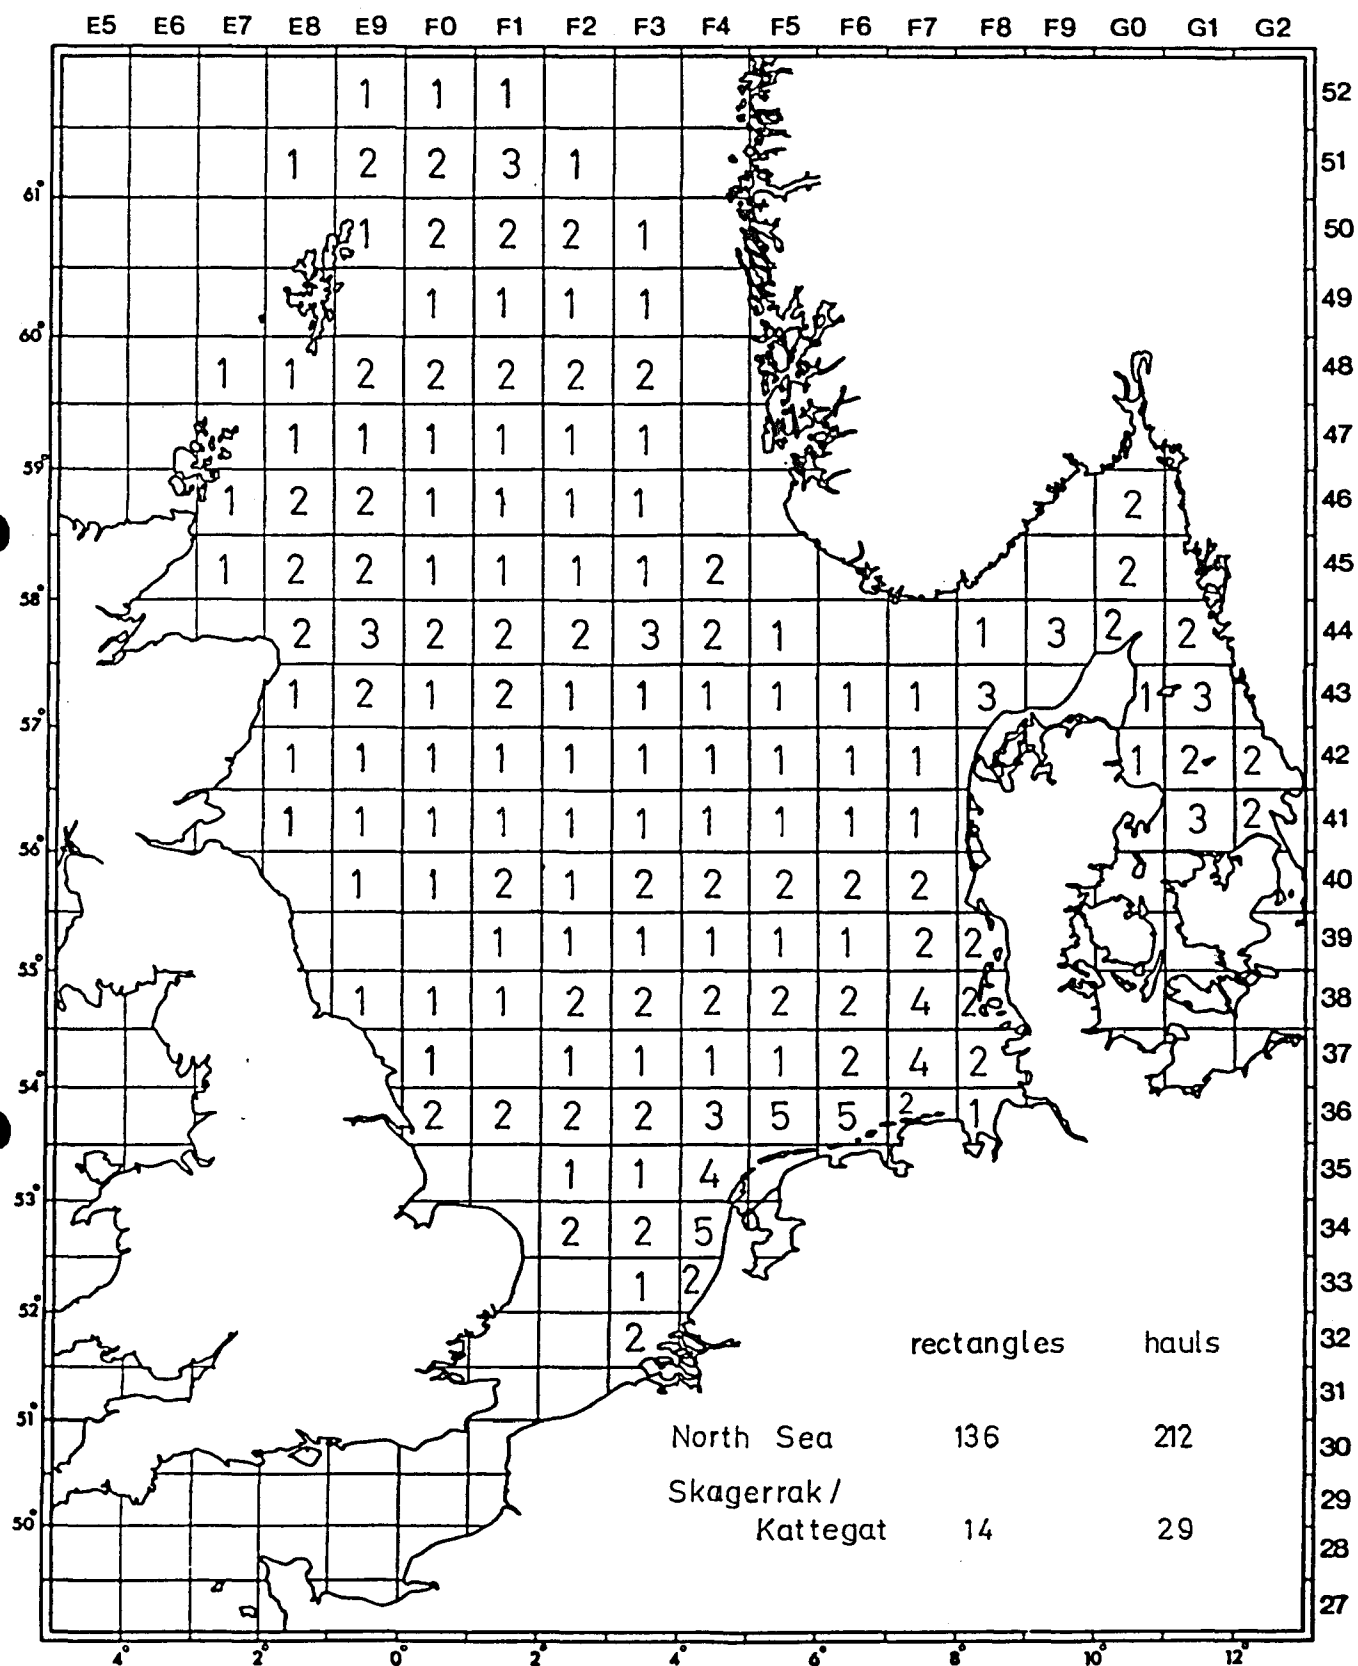 E5 E6 E7 E8 E9 F0 F1 F2 F3 F4 F5 F6 F7 F8 F9 G0 G1 G2
1 1 1 52
1 2 2 3 1 51
61°
1 2 2 2 1 50
1 1 1 1 49
60°
1 1 2 2 2 2 2 48
1 1 1 1 1 1 47
59°
1 2 2 1 1 1 1 2 46
1 2 2 1 1 1 1 2 2 45
58°
2 3 2 2 2 3 2 1 1 3 2 2 44
1 2 1 2 1 1 1 1 1 1 3 1 3 43
57°
1 1 1 1 1 1 1 1 1 1 1 2 2 42
1 1 1 1 1 1 1 1 1 1 3 2 41
56°
1 1 2 1 2 2 2 2 2 40
1 1 1 1 1 1 2 2 39
55°
1 1 1 2 2 2 2 2 4 2 38
1 1 1 1 1 2 4 2 37
54°
2 2 2 2 3 5 5 2 1 36
1 1 4 35
53°
2 2 5 34
1 2 33
52°
2 32
rectangles hauls
31
51°
North Sea 136 212 30
Skagerrak/ 29
50°
Kattegat 14 29 28
27
4° 2° 0° 2° 4° 6° 8° 10° 12°